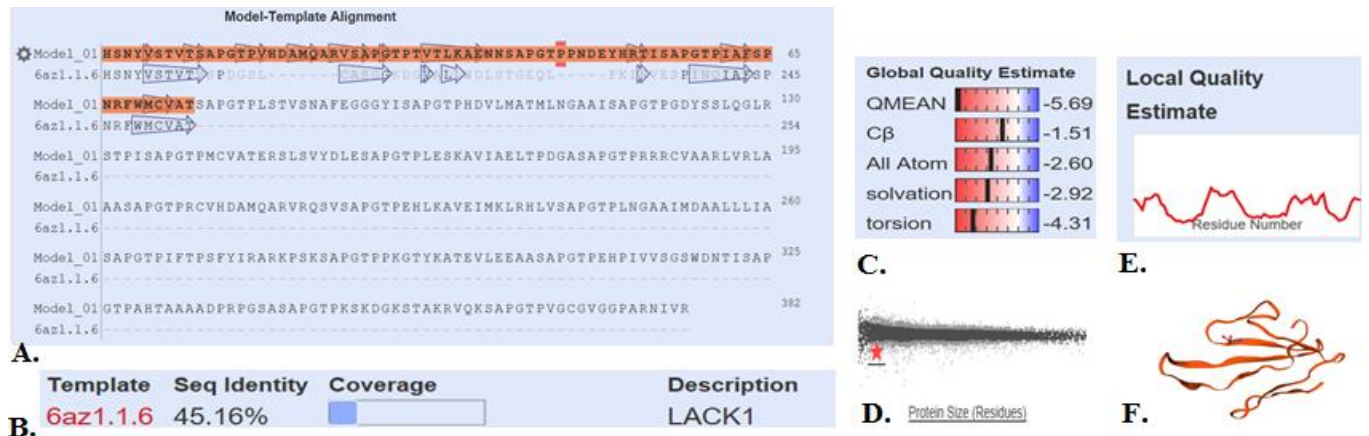 Model-Template Alignment
Model_01 HSNYVSTVTSAPGTPVHDAMQARVSAPGTPTVTLKAENNSAPGTPPNDEYHRTISAPGTPIAFSP 65
6az1.1.6 HSNYVSTVT 245
Model_01 NRFWMCVATSAPGTPLSTVSNAFEGGGYISAPGTPHDVLMATMLNGAAISAPGTPGDYSSLQGLR 130
6az1.1.6 NRFWMCVAT 254
Model_01 STPISAPGTPMCVATERSLSVYDLESAPGTPLESKAVIAELTPDGASAPGTPRRRCVAARLVRLA 195
6az1.1.6
Model_01 AASAPGTPRCVHDAMQARVRQSVSAPGTPEHLKAVEIMKLRHLVSAPGTPLNGAAIMDAALLLIA 260
6az1.1.6
Model_01 SAPGTPIFTPSFYIRARKPSKSAPGTPPKGTYKATEVLEEAASAPGTPEHPIVVSGSWDNTISAP 325
6az1.1.6
Model_01 GTPAHTAAAADPRPGSASAPGTPKSKDGKSTAKRVQKSAPGTPVGCGVGGPARNIVR 382
6az1.1.6
A.
Template Seq Identity Coverage Description
6az1.1.6 45.16% LACK1
B.
Global Quality Estimate
QMEAN -5.69
Cβ -1.51
All Atom -2.60
solvation -2.92
torsion -4.31
C.
Protein Size (Residues)
D.
Local Quality
Estimate
Residue Number
E.
F.